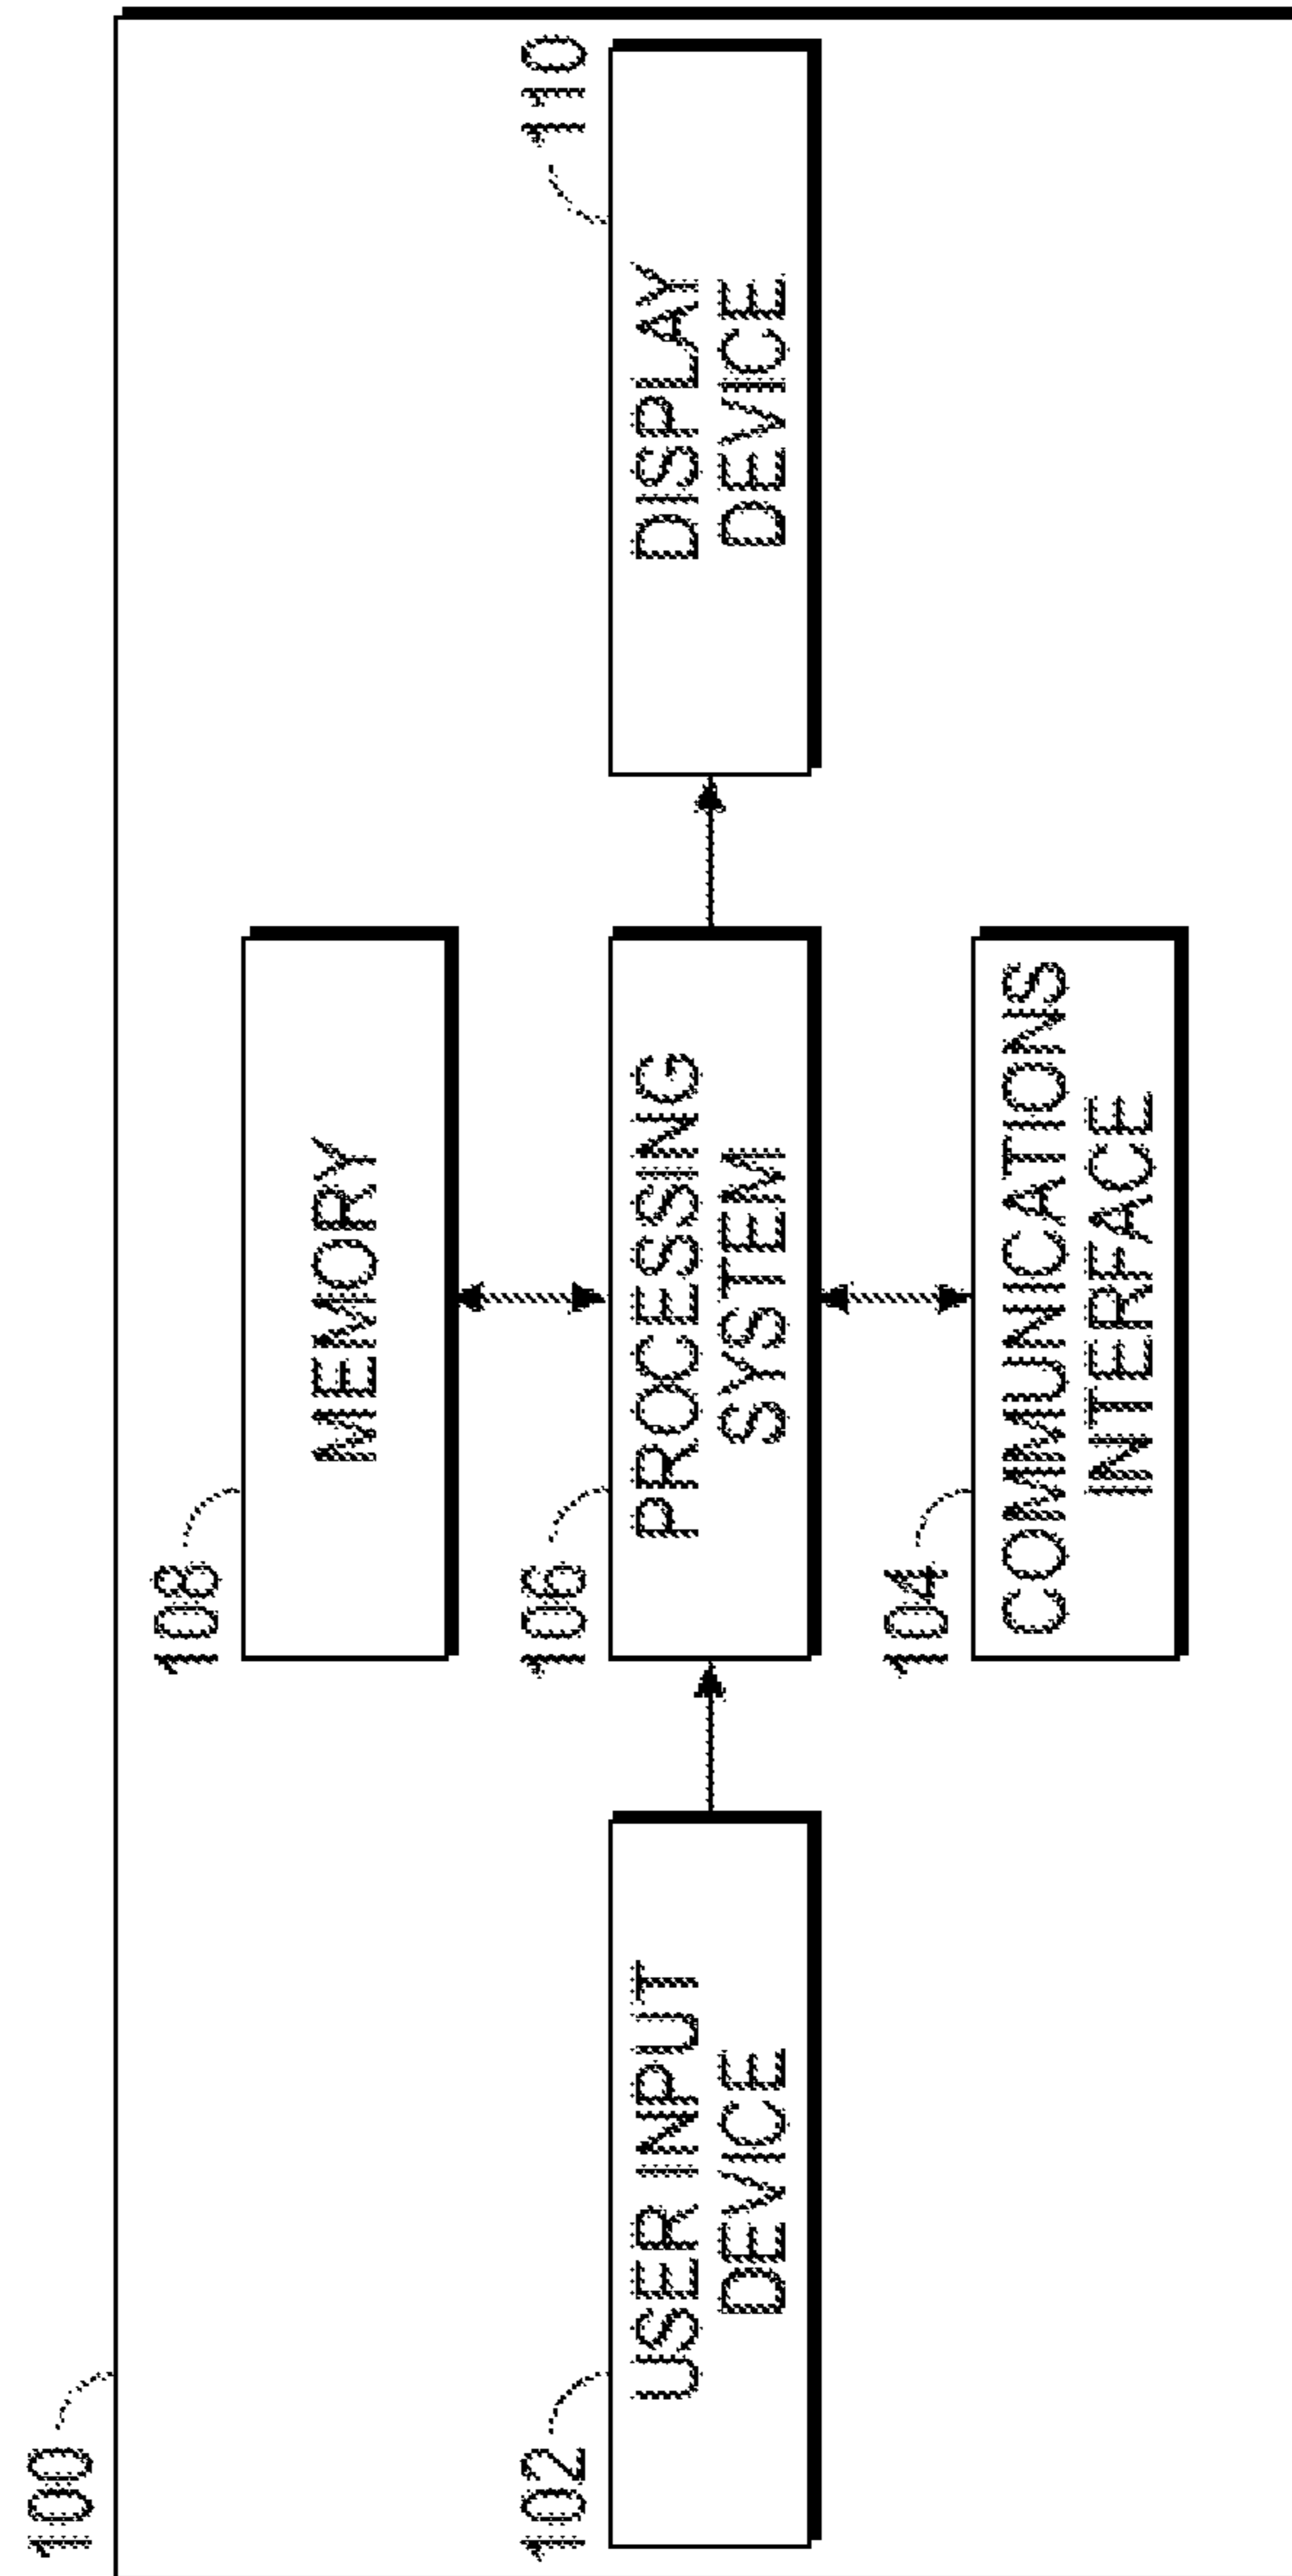 100
108
MEMORY
102
USER INPUT
DEVICE
106
PROCESSING
SYSTEM
110
DISPLAY
DEVICE
104
COMMUNICATIONS
INTERFACE